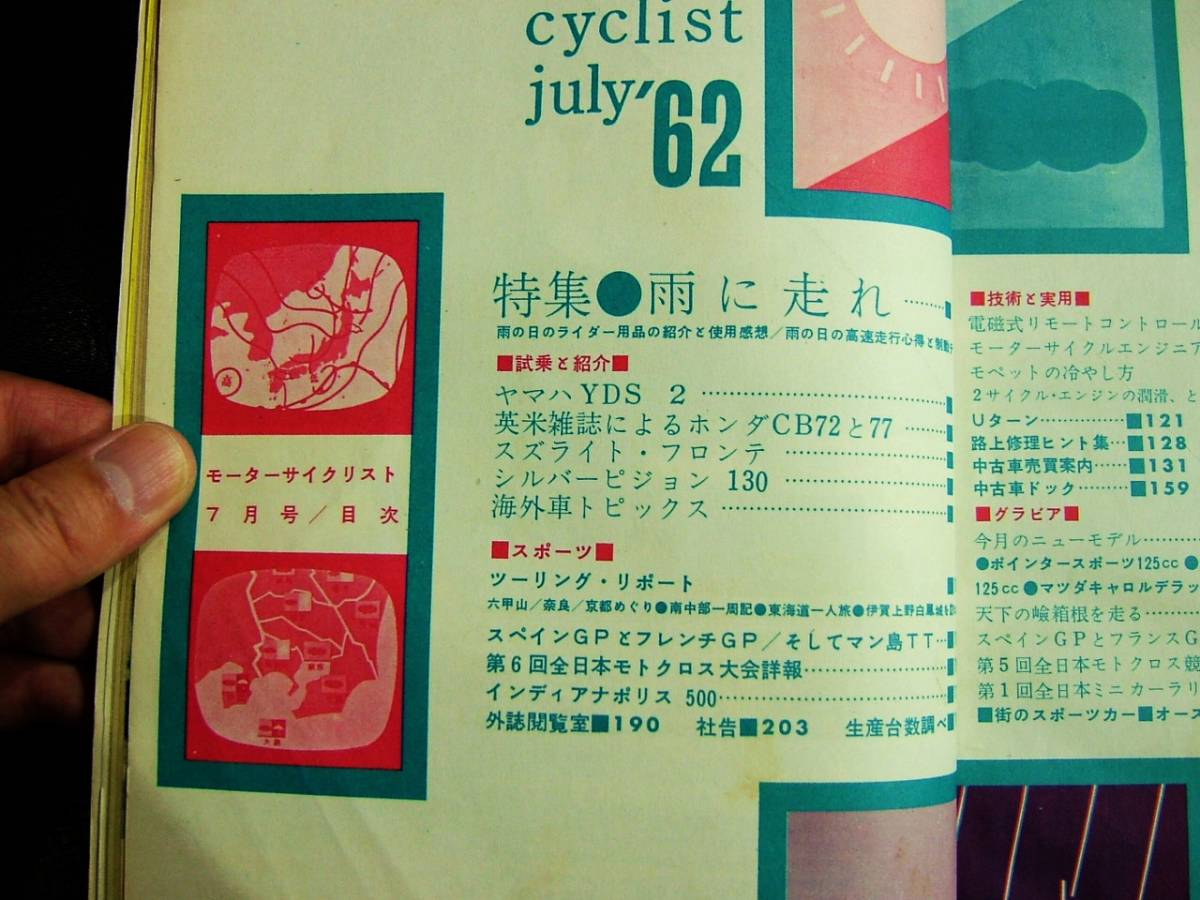 cyclist
july'62
モーターサイクリスト
7月号/目次
特集●雨に走れ
雨の日のライダー用品の紹介と使用感想/雨の日の高速走行心得と制動
■試乗と紹介■
ヤマハYDS 2
英米雑誌によるホンダCB72と77
スズライト・フロンテ
シルバーピジョン 130
海外車トピックス
■スポーツ■
ツーリング・リポート
六甲山/奈良/京都めぐり●南中部一周記●東海道一人旅●伊賀上野白鳳城を
スペインGPとフレンチGP/そしてマン島TT
第6回全日本モトクロス大会詳報
インディアナポリス 500
外誌閲覧室■190 社告■203 生産台数調べ
■技術と実用■
電磁式リモートコントロール
モーターサイクルエンジニア
モペットの冷やし方
2サイクル・エンジンの潤滑、と
Uターン■121
路上修理ヒント集■128
中古車売買案内■131
中古車ドック■159
■グラビア■
今月のニューモデル
●ポインタースポーツ125cc●
125cc●マツダキャロルデラッ
天下の嶮箱根を走る
スペインGPとフランスG
第5回全日本モトクロス競
第1回全日本ミニカーラリ
■街のスポーツカー■オース